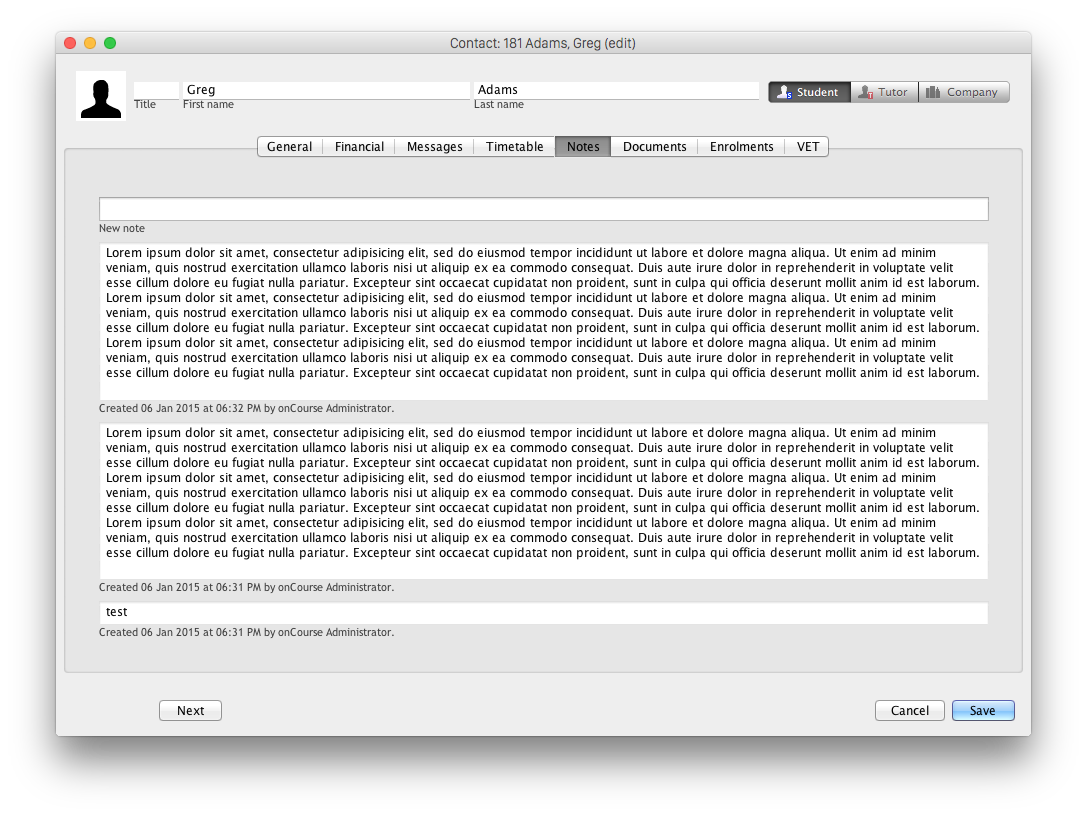 Contact: 181 Adams, Greg (edit)
Greg Adams
Title First name Last name
Student Tutor Company
General Financial Messages Timetable Notes Documents Enrolments VET
New note
Lorem ipsum dolor sit amet, consectetur adipisicing elit, sed do eiusmod tempor incididunt ut labore et dolore magna aliqua. Ut enim ad minim
veniam, quis nostrud exercitation ullamco laboris nisi ut aliquip ex ea commodo consequat. Duis aute irure dolor in reprehenderit in voluptate velit
esse cillum dolore eu fugiat nulla pariatur. Excepteur sint occaecat cupidatat non proident, sunt in culpa qui officia deserunt mollit anim id est laborum.
Lorem ipsum dolor sit amet, consectetur adipisicing elit, sed do eiusmod tempor incididunt ut labore et dolore magna aliqua. Ut enim ad minim
veniam, quis nostrud exercitation ullamco laboris nisi ut aliquip ex ea commodo consequat. Duis aute irure dolor in reprehenderit in voluptate velit
esse cillum dolore eu fugiat nulla pariatur. Excepteur sint occaecat cupidatat non proident, sunt in culpa qui officia deserunt mollit anim id est laborum.
Lorem ipsum dolor sit amet, consectetur adipisicing elit, sed do eiusmod tempor incididunt ut labore et dolore magna aliqua. Ut enim ad minim
veniam, quis nostrud exercitation ullamco laboris nisi ut aliquip ex ea commodo consequat. Duis aute irure dolor in reprehenderit in voluptate velit
esse cillum dolore eu fugiat nulla pariatur. Excepteur sint occaecat cupidatat non proident, sunt in culpa qui officia deserunt mollit anim id est laborum.
Created 06 Jan 2015 at 06:32 PM by onCourse Administrator.
Lorem ipsum dolor sit amet, consectetur adipisicing elit, sed do eiusmod tempor incididunt ut labore et dolore magna aliqua. Ut enim ad minim
veniam, quis nostrud exercitation ullamco laboris nisi ut aliquip ex ea commodo consequat. Duis aute irure dolor in reprehenderit in voluptate velit
esse cillum dolore eu fugiat nulla pariatur. Excepteur sint occaecat cupidatat non proident, sunt in culpa qui officia deserunt mollit anim id est laborum.
Lorem ipsum dolor sit amet, consectetur adipisicing elit, sed do eiusmod tempor incididunt ut labore et dolore magna aliqua. Ut enim ad minim
veniam, quis nostrud exercitation ullamco laboris nisi ut aliquip ex ea commodo consequat. Duis aute irure dolor in reprehenderit in voluptate velit
esse cillum dolore eu fugiat nulla pariatur. Excepteur sint occaecat cupidatat non proident, sunt in culpa qui officia deserunt mollit anim id est laborum.
Lorem ipsum dolor sit amet, consectetur adipisicing elit, sed do eiusmod tempor incididunt ut labore et dolore magna aliqua. Ut enim ad minim
veniam, quis nostrud exercitation ullamco laboris nisi ut aliquip ex ea commodo consequat. Duis aute irure dolor in reprehenderit in voluptate velit
esse cillum dolore eu fugiat nulla pariatur. Excepteur sint occaecat cupidatat non proident, sunt in culpa qui officia deserunt mollit anim id est laborum.
Created 06 Jan 2015 at 06:31 PM by onCourse Administrator.
test
Created 06 Jan 2015 at 06:31 PM by onCourse Administrator.
Next Cancel Save